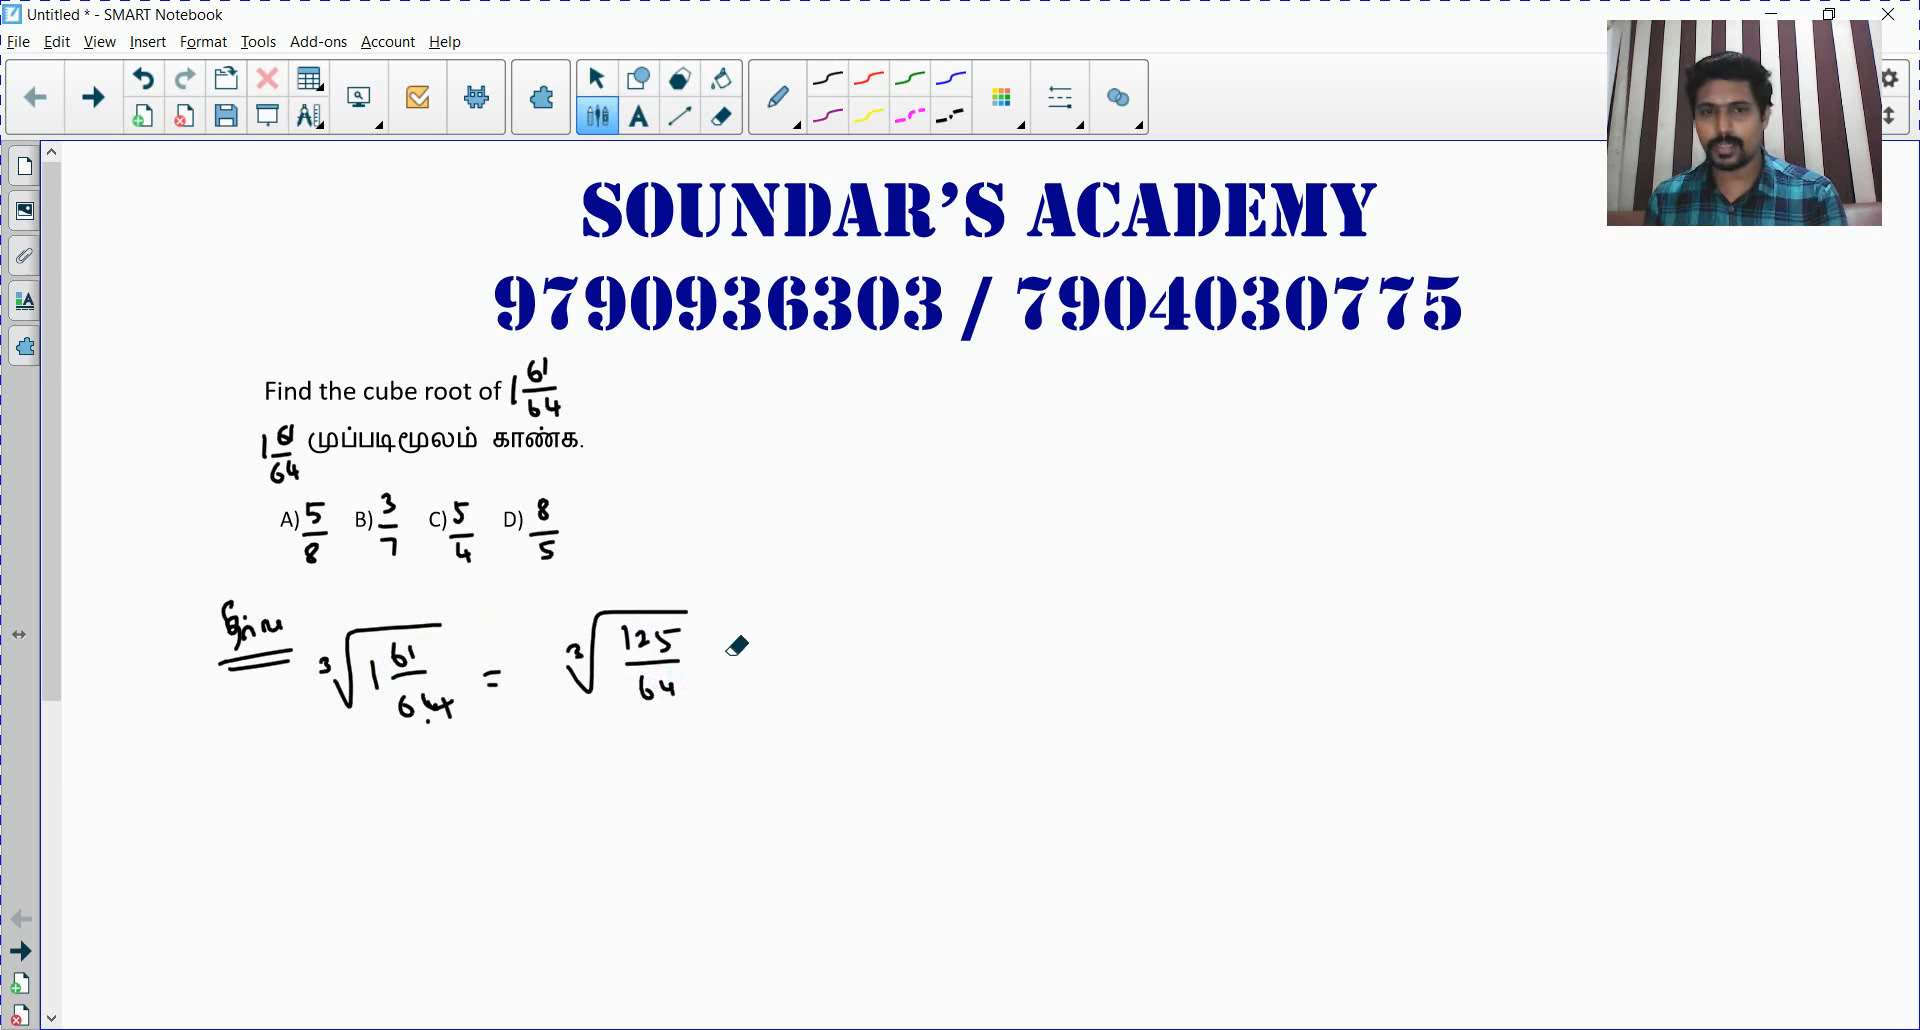 Untitled * - SMART Notebook
File Edit View Insert Format Tools Add-ons Account Help
SOUNDAR'S ACADEMY
9790936303 / 7904030775
Find the cube root of 1 61/64
1 61/64 முப்படிமூலம் காண்க.
A) 5/8 B) 3/7 C) 5/4 D) 8/5
∛(1 61/64) = ∛(125/64)